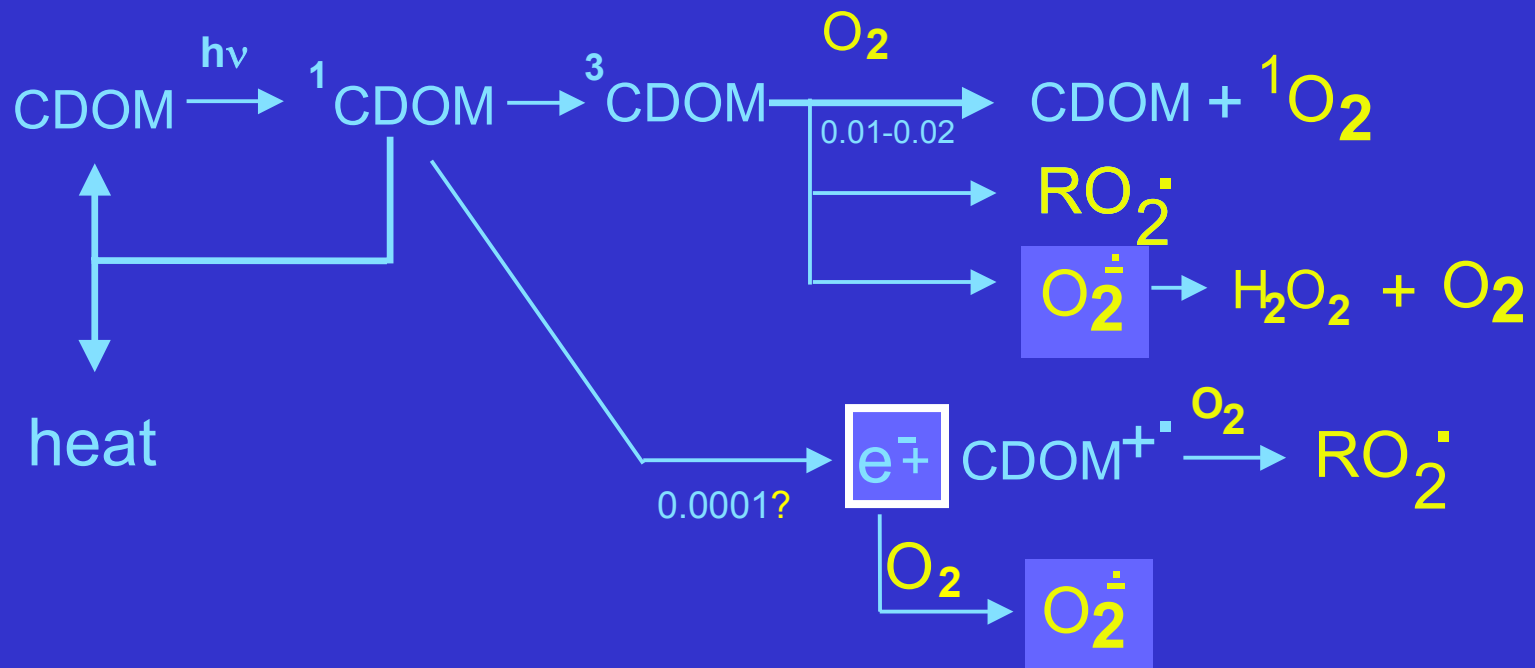 hν O₂
CDOM ¹CDOM ³CDOM CDOM + ¹O₂
0.01-0.02
RO₂˙
O₂˙⁻ H₂O₂ + O₂
heat
e⁻ + CDOM⁺˙ O₂ RO₂˙
0.0001?
O₂
O₂˙⁻